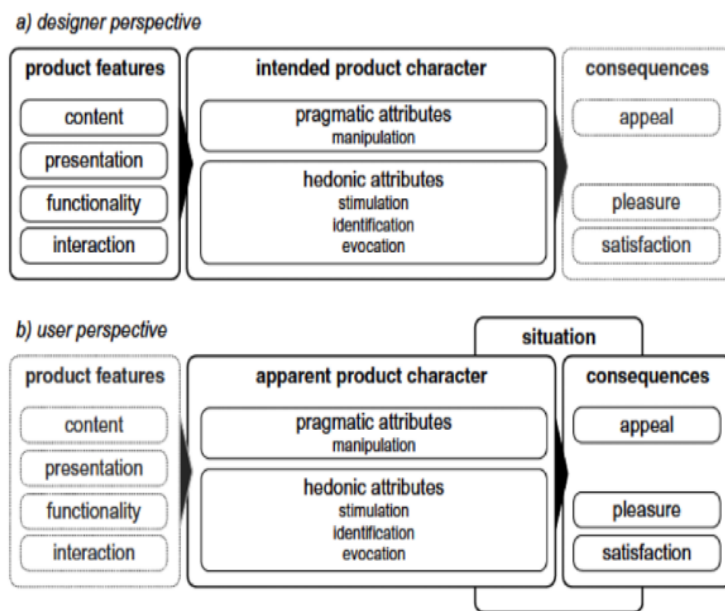 a) designer perspective
product features
content
presentation
functionality
interaction
intended product character
pragmatic attributes
manipulation
hedonic attributes
stimulation
identification
evocation
consequences
appeal
pleasure
satisfaction
b) user perspective
situation
product features
content
presentation
functionality
interaction
apparent product character
pragmatic attributes
manipulation
hedonic attributes
stimulation
identification
evocation
consequences
appeal
pleasure
satisfaction